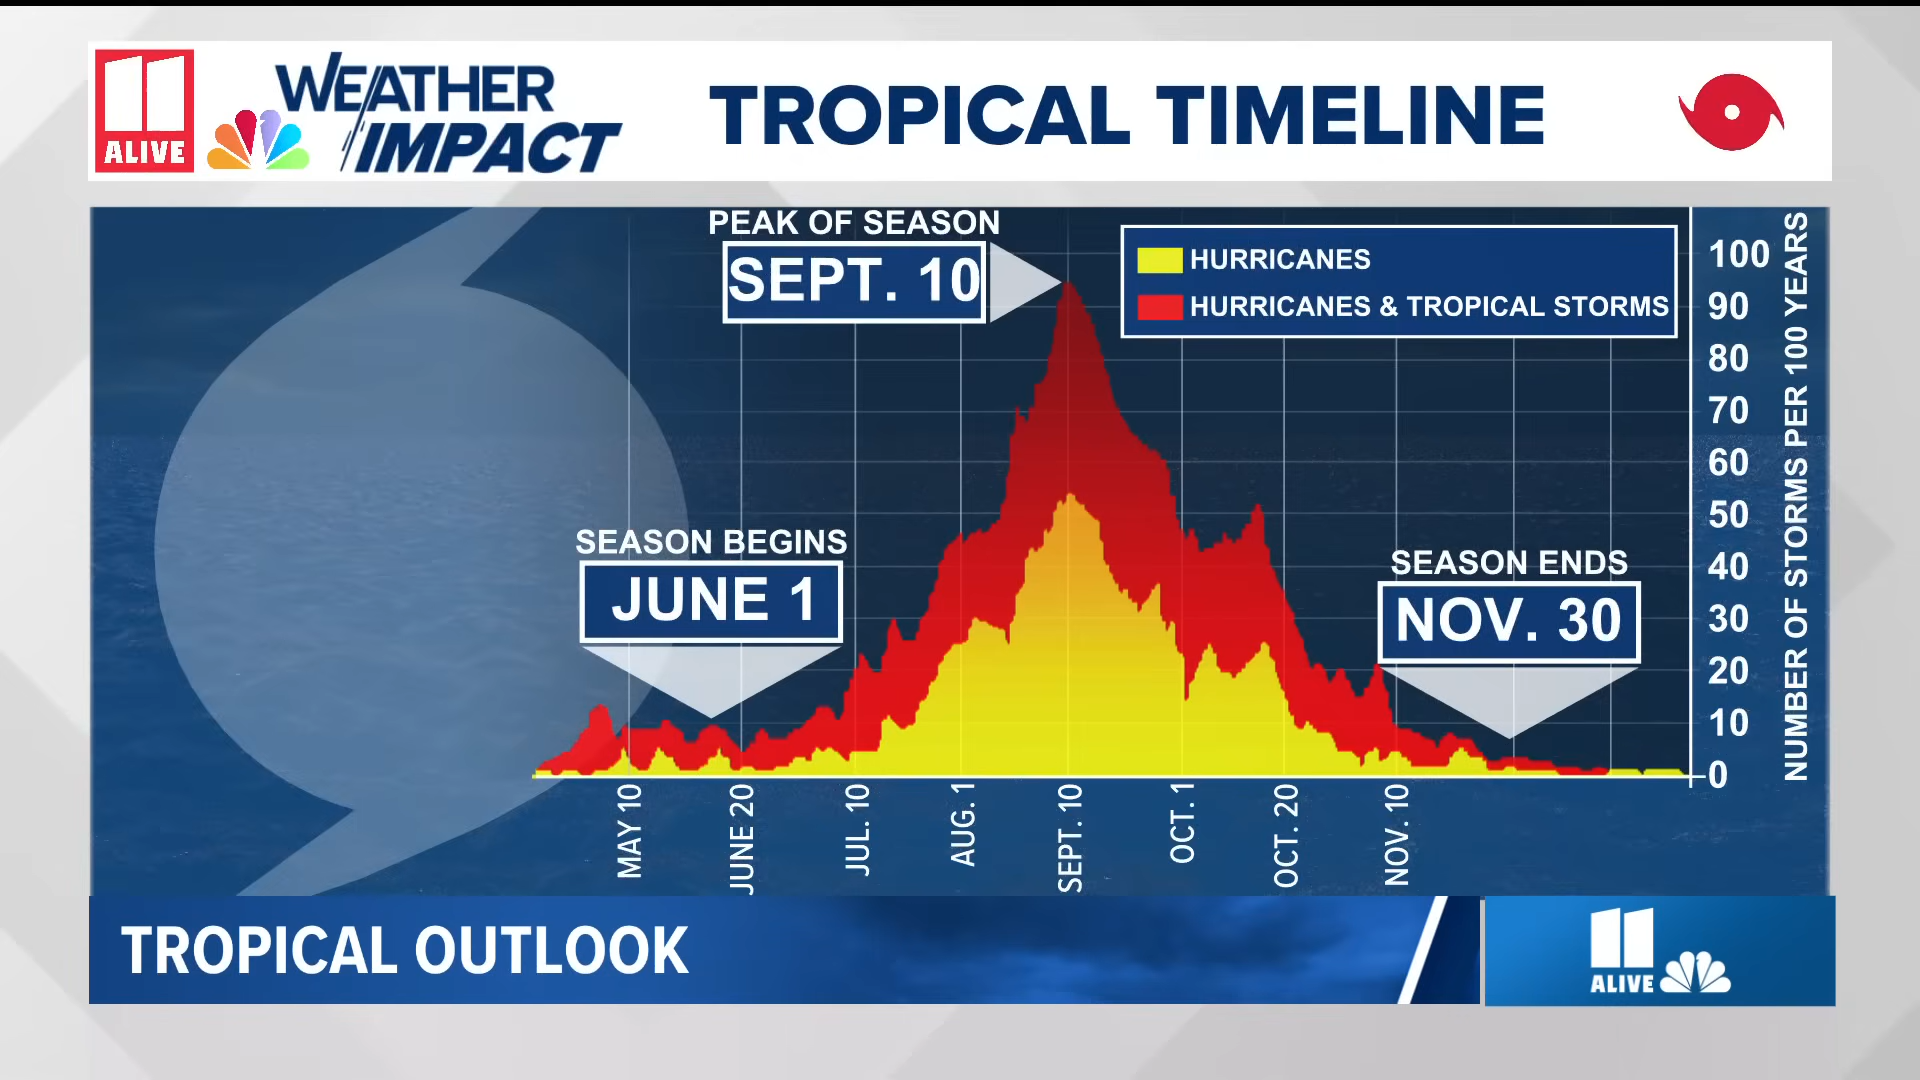 11
ALIVE
WEATHER
IMPACT
TROPICAL TIMELINE
PEAK OF SEASON
SEPT. 10
HURRICANES
HURRICANES & TROPICAL STORMS
SEASON BEGINS
JUNE 1
SEASON ENDS
NOV. 30
100
90
80
70
60
50
40
30
20
10
0
NUMBER OF STORMS PER 100 YEARS
MAY 10
JUNE 20
JUL. 10
AUG. 1
SEPT. 10
OCT. 1
OCT. 20
NOV. 10
TROPICAL OUTLOOK
11
ALIVE